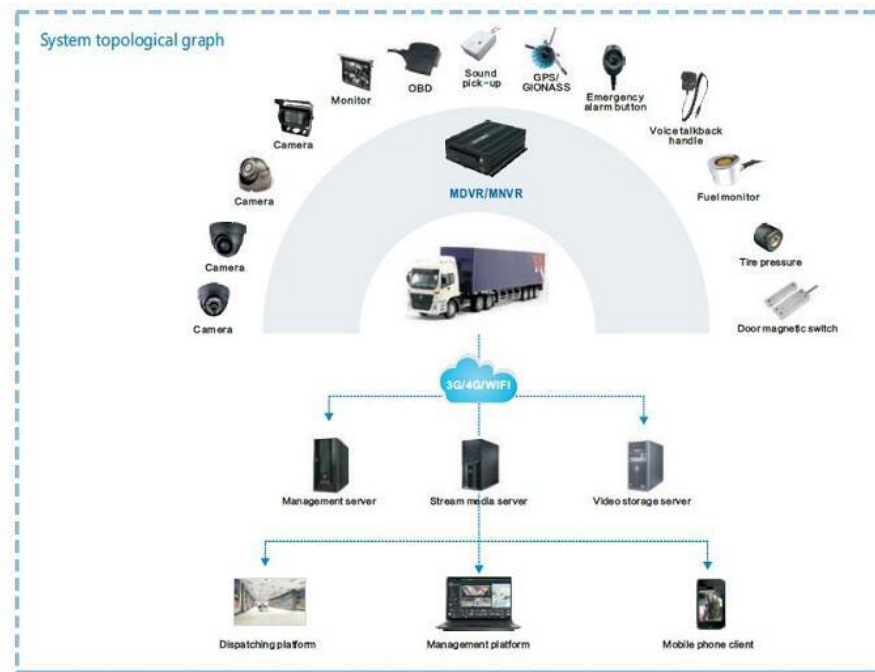 System topological graph
Sound
pick-up
GPS/
GIONASS
OBD
Monitor
Emergency
alarm button
Camera
Voice talkback
handle
MDVR/MNVR
Camera
Fuel monitor
Camera
Tire pressure
Camera
Door magnetic switch
3G/4G/WIFI
Management server
Stream media server
Video storage server
Dispatching platform
Management platform
Mobile phone client